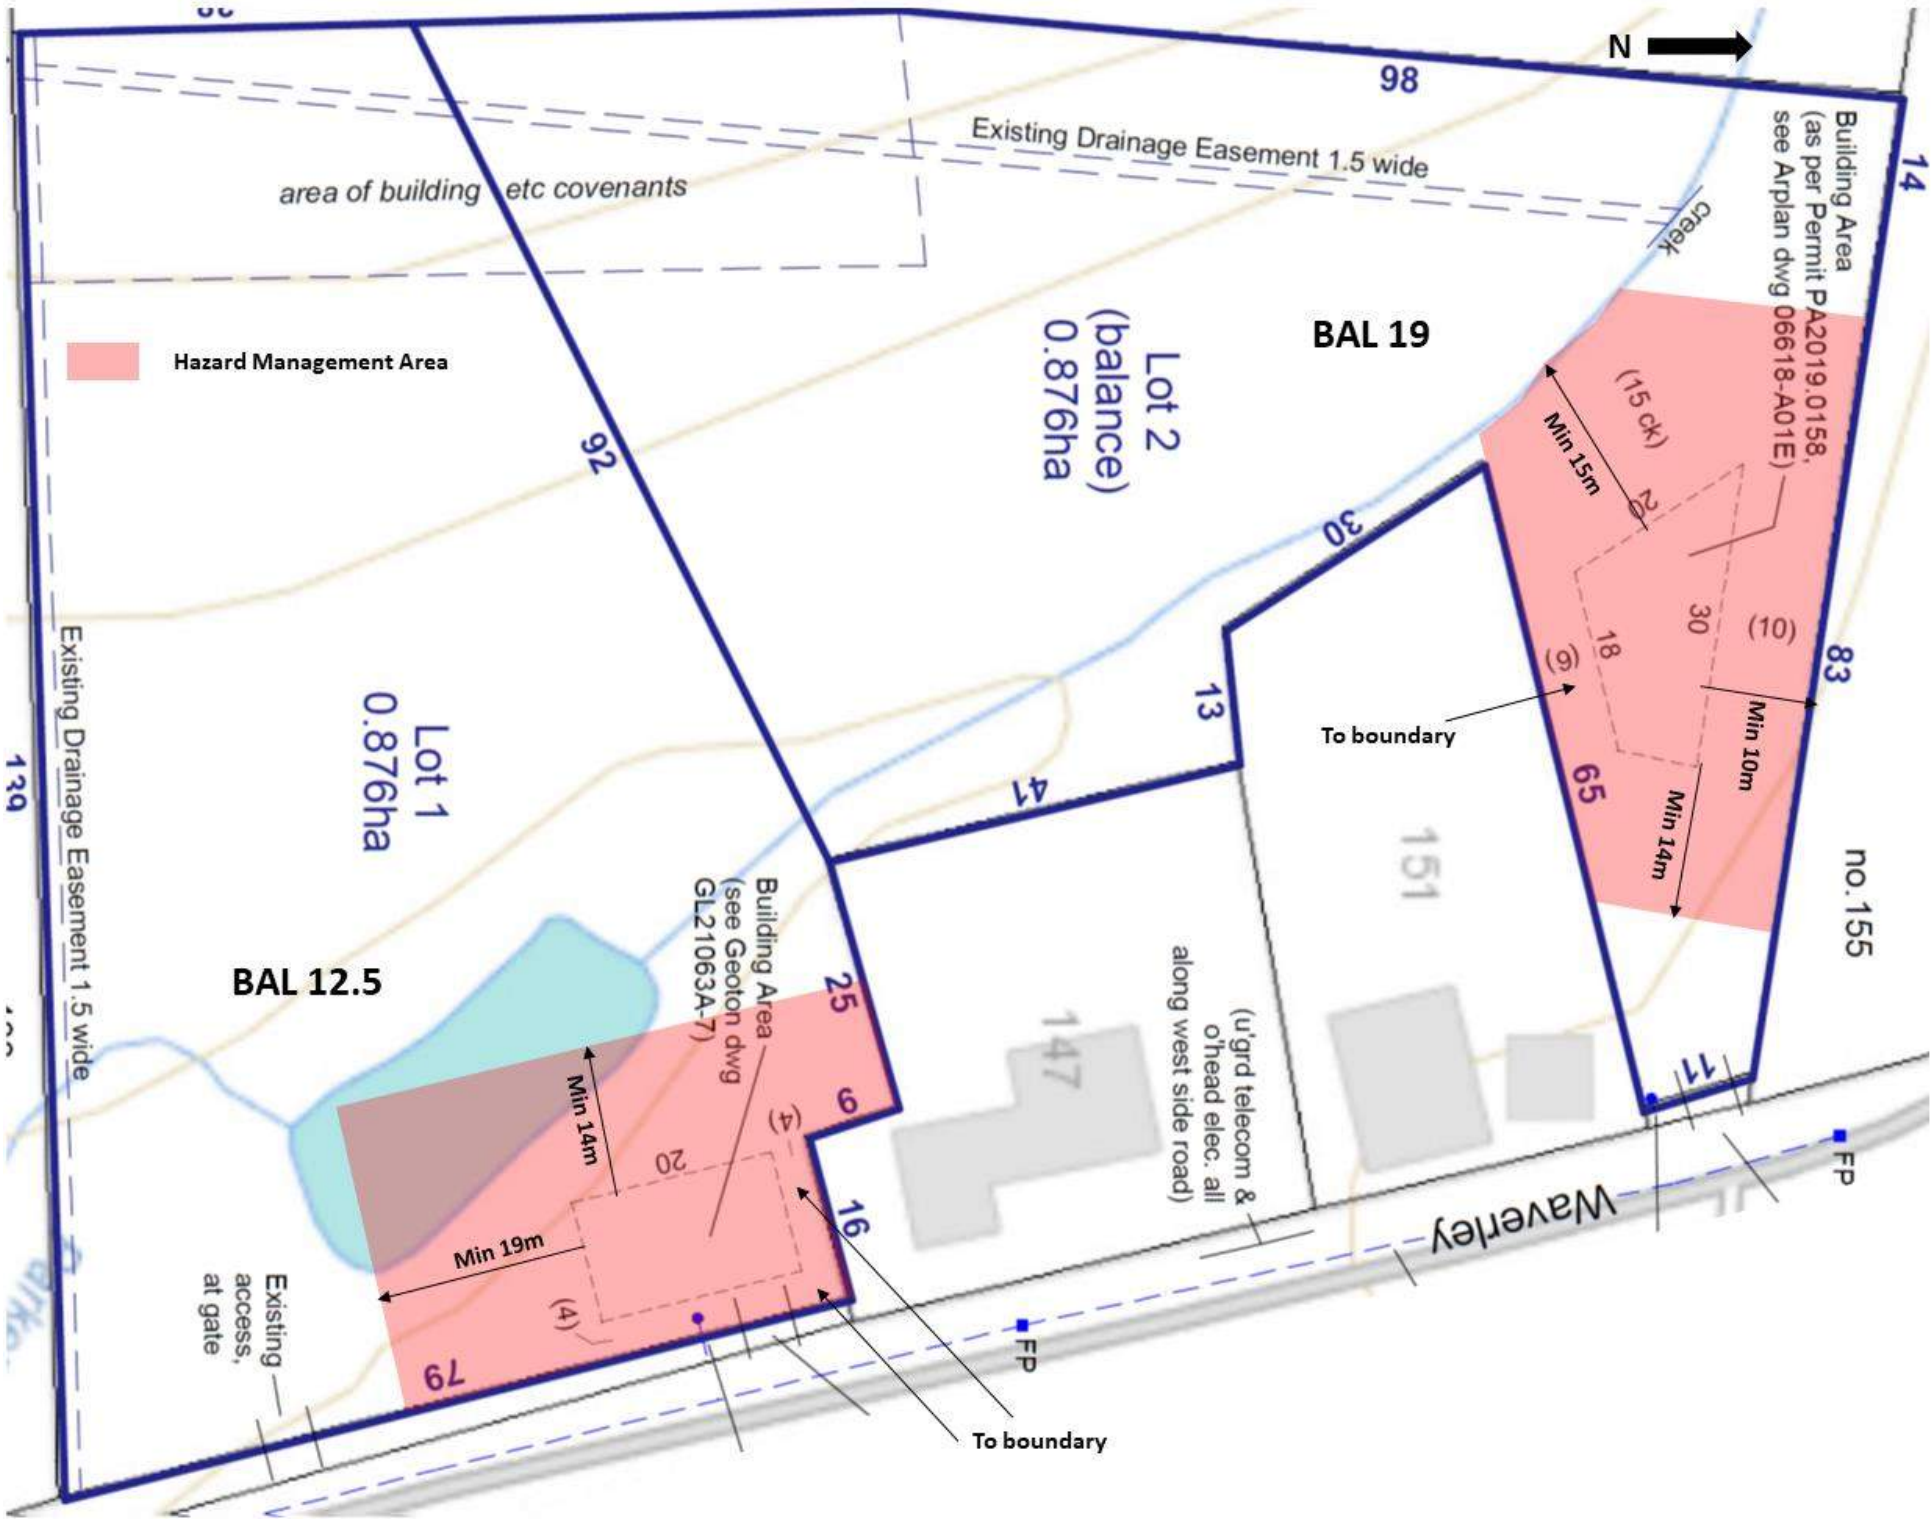 N
98
14
Existing Drainage Easement 1.5 wide
area of building etc covenants
creek
Building Area
(as per Permit PA2019.0158,
see Arplan dwg 06618-A01E)
Hazard Management Area
BAL 19
Lot 2
(balance)
0.876ha
92
(15 ck)
Min 15m
20
30
18
(10)
(9)
83
Min 10m
Min 14m
To boundary
65
30
13
41
Lot 1
0.876ha
139
Existing Drainage Easement 1.5 wide
BAL 12.5
Building Area
(see Geoton dwg
GL21063A-7)
25
9
(4)
20
Min 14m
Min 19m
(4)
16
79
147
151
no.155
(u'grd telecom &
o'head elec. all
along west side road)
11
FP
Waverley
FP
Existing
access,
at gate
To boundary